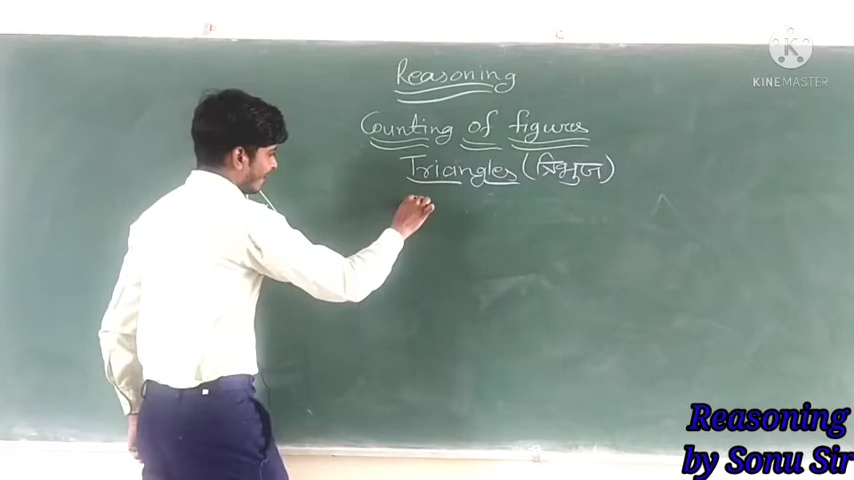 Reasoning
Counting of figures
Triangles (त्रिभुज)
K
KINEMASTER
Reasoning
by Sonu Sir